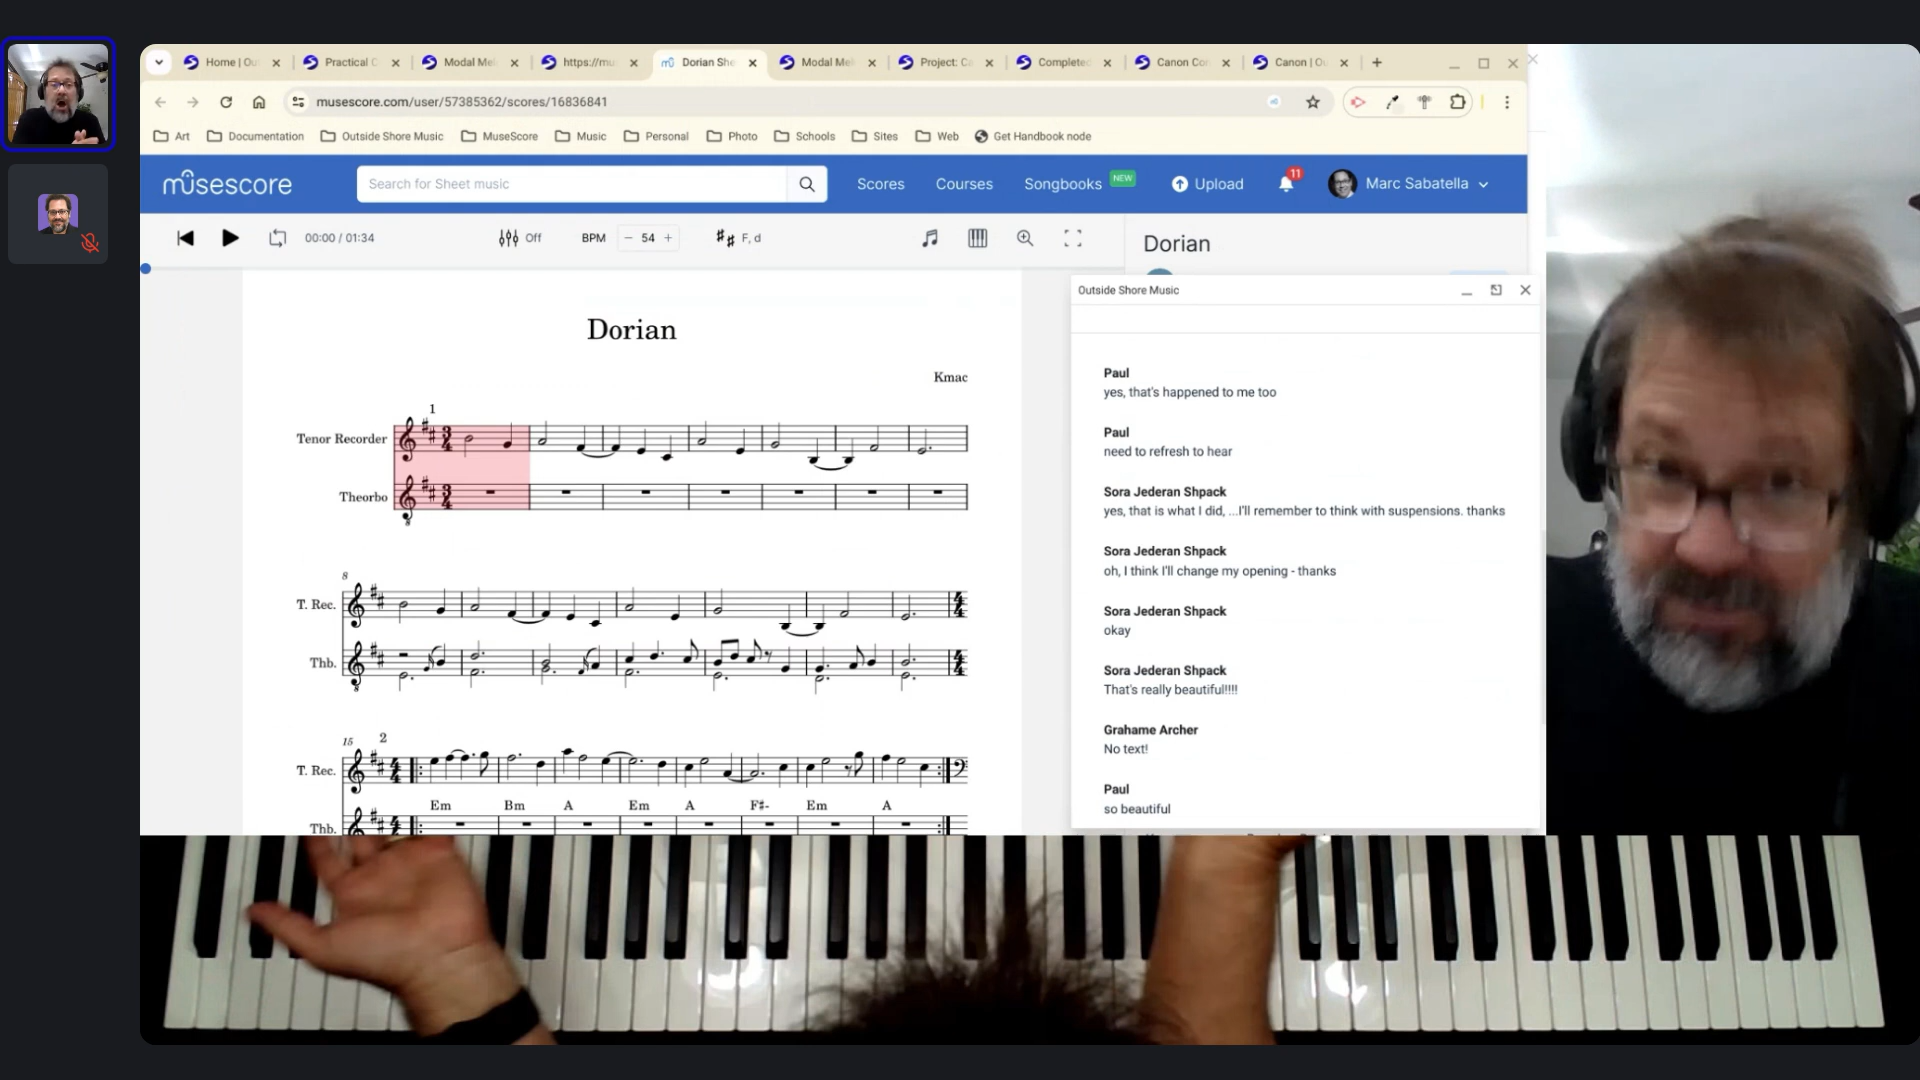 Home | Ou
Practical C
Modal Mel
https://mu
Dorian She
Modal Mel
Project: Ca
Completed
Canon Co
Canon | Ou
musescore.com/user/57385362/scores/16836841
Art
Documentation
Outside Shore Music
MuseScore
Music
Personal
Photo
Schools
Sites
Web
Get Handbook node
musescore
Search for Sheet music
Scores
Courses
Songbooks
NEW
Upload
11
Marc Sabatella
00:00 / 01:34
Off
BPM
− 54 +
F, d
Dorian
Dorian
Kmac
1
Tenor Recorder
Theorbo
8
T. Rec.
Thb.
15
2
T. Rec.
Em Bm A Em A F#- Em A
Thb.
Outside Shore Music
Paul
yes, that's happened to me too
Paul
need to refresh to hear
Sora Jederan Shpack
yes, that is what I did, ...I'll remember to think with suspensions. thanks
Sora Jederan Shpack
oh, I think I'll change my opening - thanks
Sora Jederan Shpack
okay
Sora Jederan Shpack
That's really beautiful!!!!
Grahame Archer
No text!
Paul
so beautiful